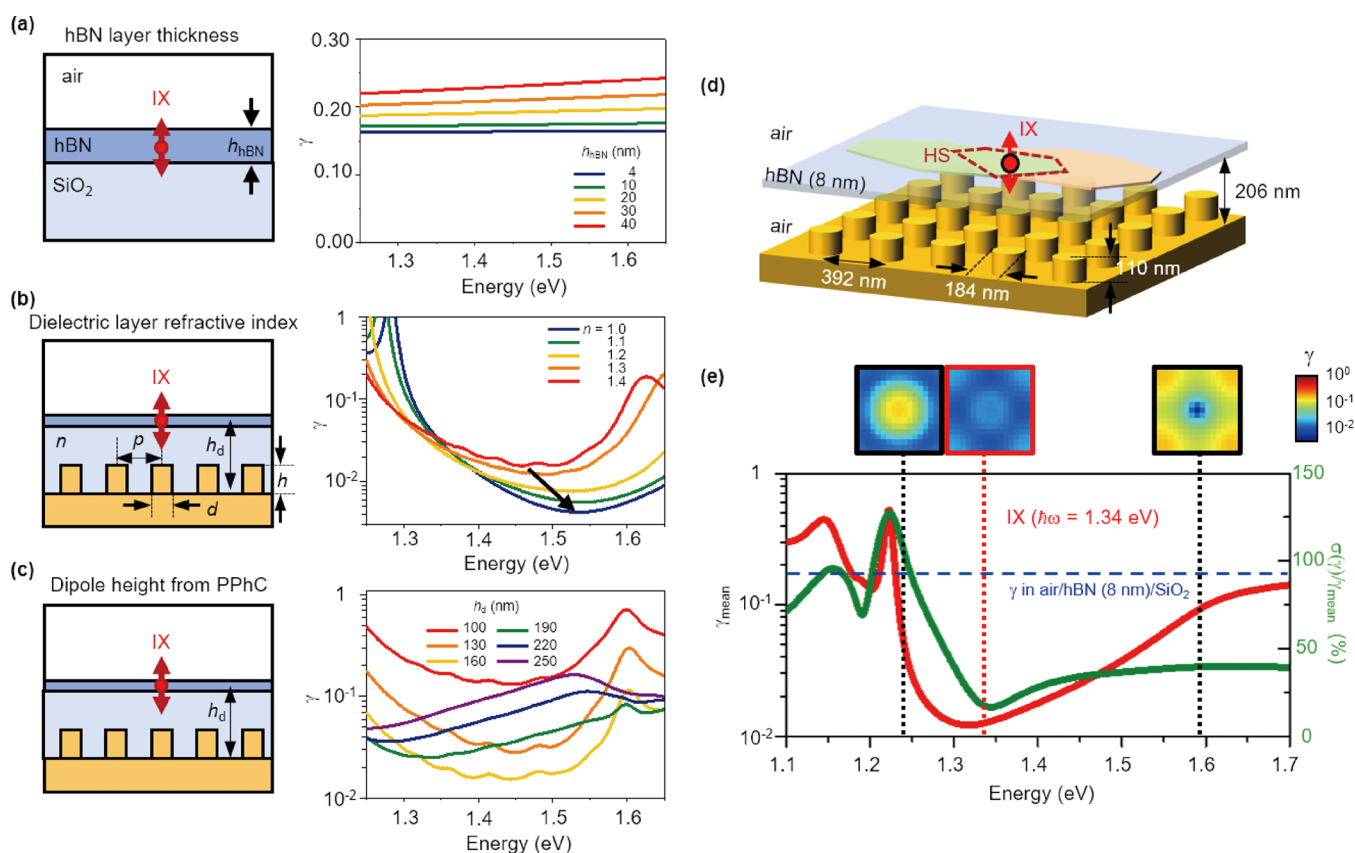 (a)
hBN layer thickness
air
IX
hBN
hhBN
SiO2
0.30
0.20
0.10
0.00
γ
hhBN (nm)
4
10
20
30
40
1.3 1.4 1.5 1.6
Energy (eV)
(b)
Dielectric layer refractive index
IX
n
p
hd
h
d
1
10-1
10-2
γ
n = 1.0
1.1
1.2
1.3
1.4
1.3 1.4 1.5 1.6
(c)
Dipole height from PPhC
IX
hd
1
10-1
10-2
γ
hd (nm)
100 190
130 220
160 250
1.3 1.4 1.5 1.6
Energy (eV)
(d)
air
IX
HS
hBN (8 nm)
206 nm
air
392 nm
184 nm
110 nm
(e)
γ
100
10-1
10-2
1
10-1
10-2
γmean
IX (ħω = 1.34 eV)
γ in air/hBN (8 nm)/SiO2
150
100
50
0
σ(γ)/γmean (%)
1.1 1.2 1.3 1.4 1.5 1.6 1.7
Energy (eV)